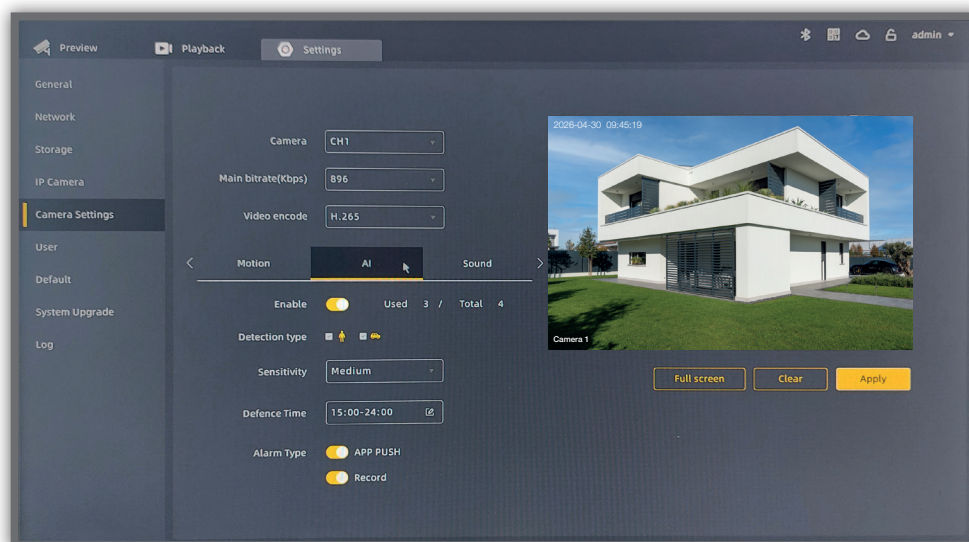 Preview
Playback
Settings
admin
General
Network
Storage
IP Camera
Camera Settings
User
Default
System Upgrade
Log
Camera CH1
Main bitrate(Kbps) 896
Video encode H.265
Motion AI Sound
Enable Used 3 / Total 4
Detection type
Sensitivity Medium
Defence Time 15:00-24:00
Alarm Type APP PUSH
Record
2026-04-30 09:45:19
Camera 1
Full screen Clear Apply